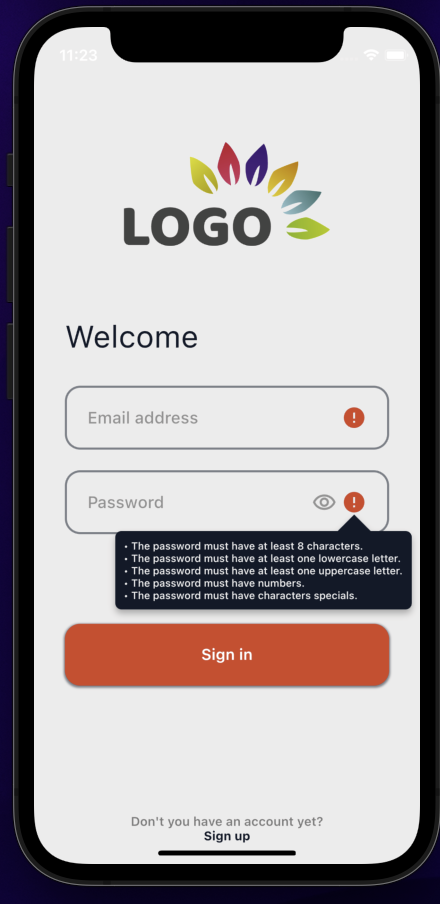 11:23
LOGO
Welcome
Email address
Password
• The password must have at least 8 characters.
• The password must have at least one lowercase letter.
• The password must have at least one uppercase letter.
• The password must have numbers.
• The password must have characters specials.
Sign in
Don't you have an account yet?
Sign up